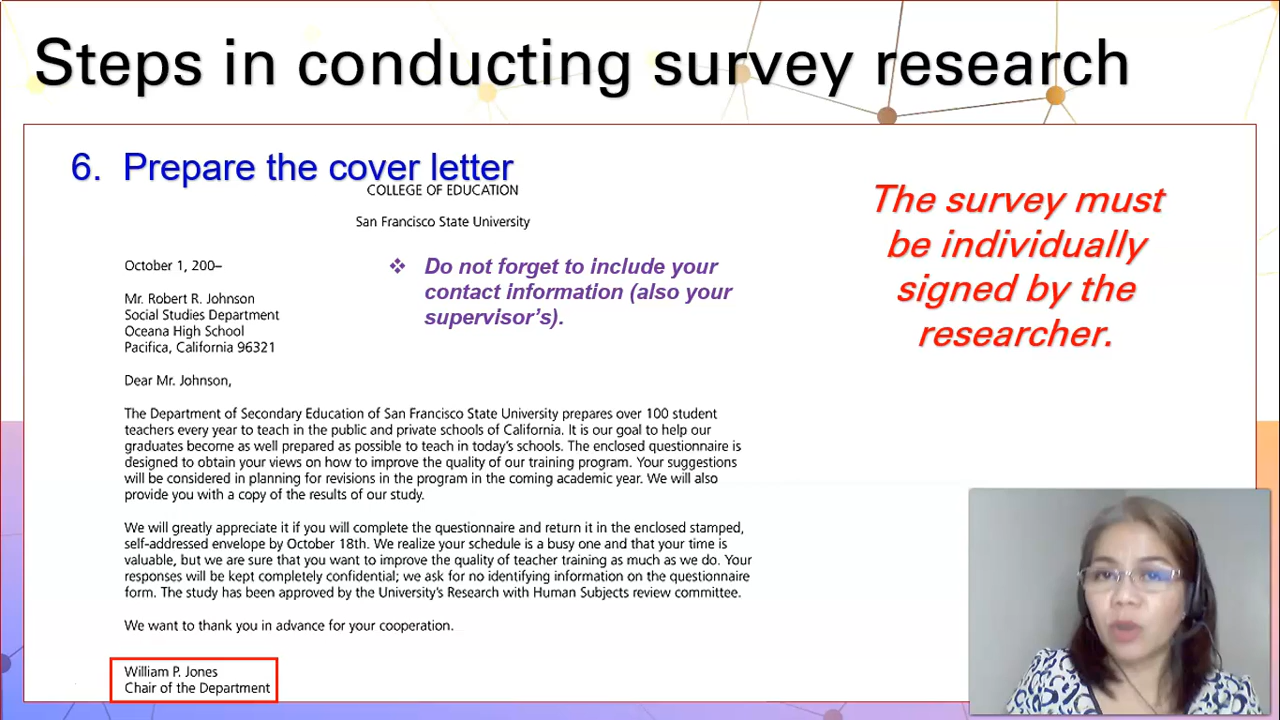 Steps in conducting survey research
6. Prepare the cover letter
COLLEGE OF EDUCATION
San Francisco State University
October 1, 200–
Mr. Robert R. Johnson
Social Studies Department
Oceana High School
Pacifica, California 96321
❖ Do not forget to include your
contact information (also your
supervisor's).
The survey must
be individually
signed by the
researcher.
Dear Mr. Johnson,
The Department of Secondary Education of San Francisco State University prepares over 100 student
teachers every year to teach in the public and private schools of California. It is our goal to help our
graduates become as well prepared as possible to teach in today's schools. The enclosed questionnaire is
designed to obtain your views on how to improve the quality of our training program. Your suggestions
will be considered in planning for revisions in the program in the coming academic year. We will also
provide you with a copy of the results of our study.
We will greatly appreciate it if you will complete the questionnaire and return it in the enclosed stamped,
self-addressed envelope by October 18th. We realize your schedule is a busy one and that your time is
valuable, but we are sure that you want to improve the quality of teacher training as much as we do. Your
responses will be kept completely confidential; we ask for no identifying information on the questionnaire
form. The study has been approved by the University's Research with Human Subjects review committee.
We want to thank you in advance for your cooperation.
William P. Jones
Chair of the Department